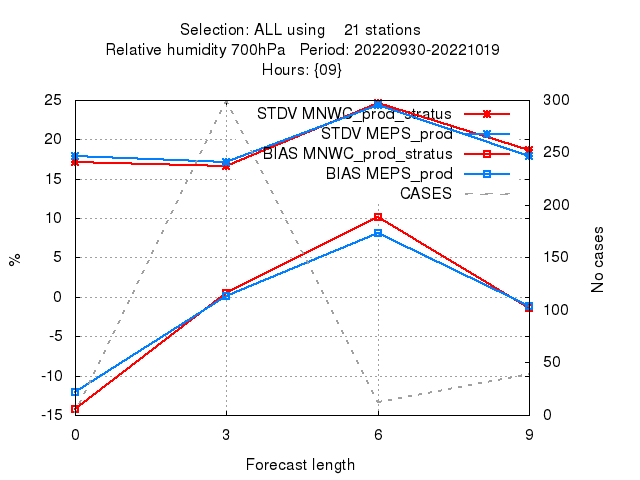 Selection: ALL using 21 stations
Relative humidity 700hPa Period: 20220930-20221019
Hours: {09}
25 300
STDV MNWC_prod_stratus
20 250
STDV MEPS_prod
BIAS MNWC_prod_stratus
15
BIAS MEPS_prod
CASES
10 200
5 150
0 100
-5
-10 50
-15 0
%
No cases
0 3 6 9
Forecast length